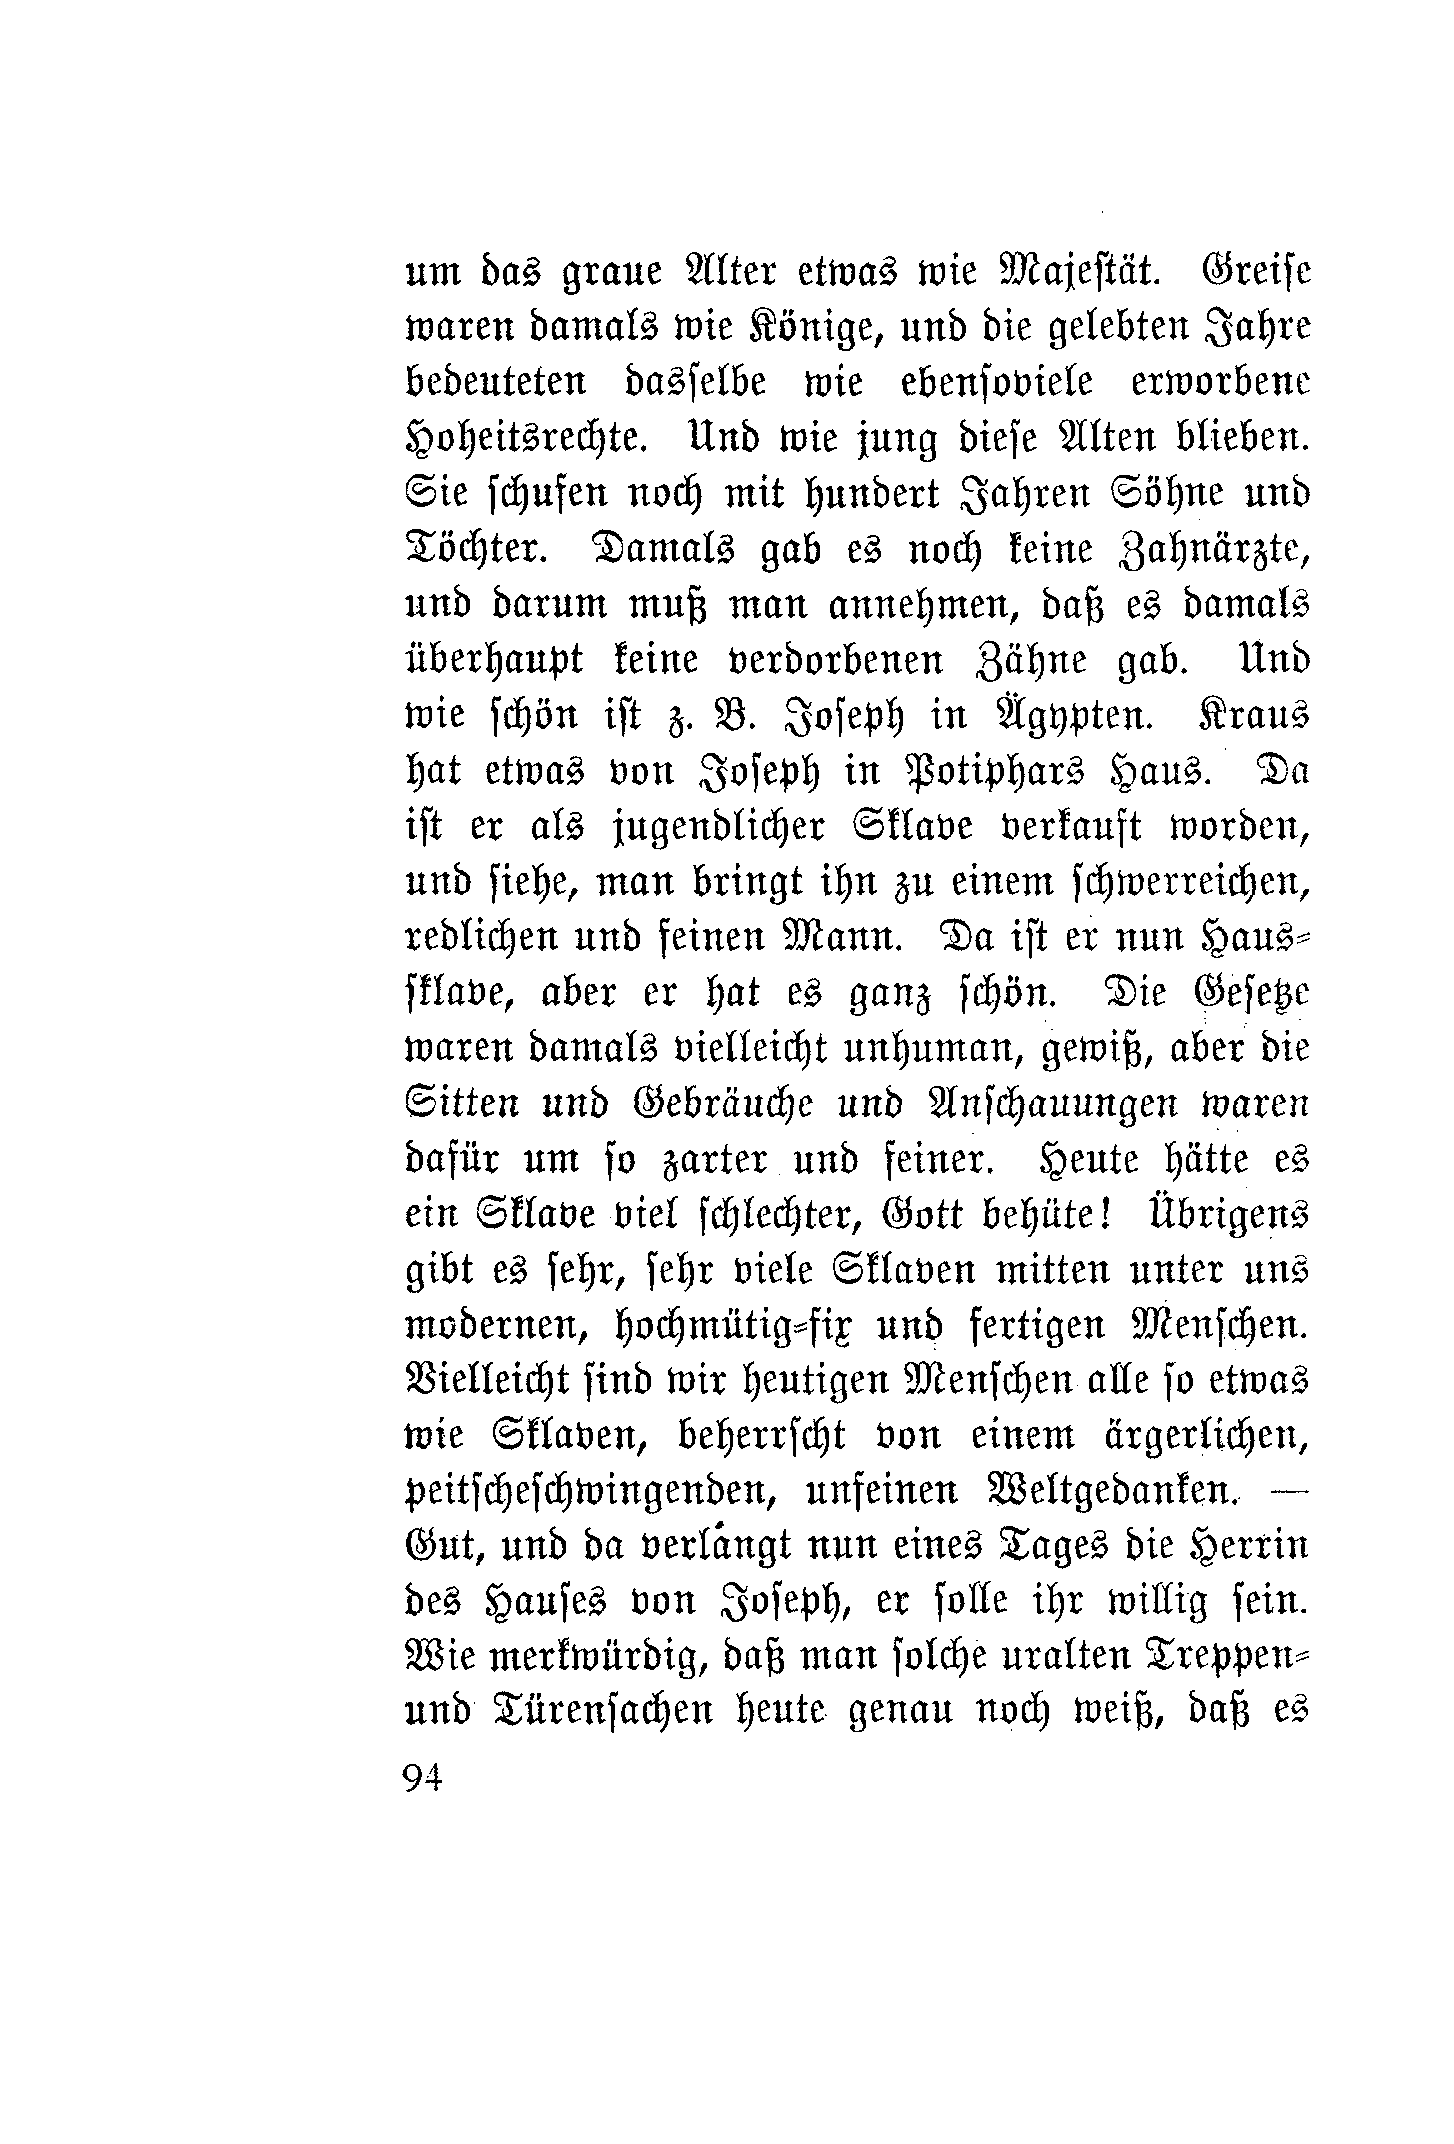 um das graue Alter etwas wie Majeſtät. Greiſe
waren damals wie Könige, und die gelebten Jahre
bedeuteten dasſelbe wie ebenſoviele erworbene
Hoheitsrechte. Und wie jung dieſe Alten blieben.
Sie ſchufen noch mit hundert Jahren Söhne und
Töchter. Damals gab es noch keine Zahnärzte,
und darum muß man annehmen, daß es damals
überhaupt keine verdorbenen Zähne gab. Und
wie ſchön iſt z. B. Joſeph in Ägypten. Kraus
hat etwas von Joſeph in Potiphars Haus. Da
iſt er als jugendlicher Sklave verkauft worden,
und ſiehe, man bringt ihn zu einem ſchwerreichen,
redlichen und feinen Mann. Da iſt er nun Haus⸗
ſklave, aber er hat es ganz ſchön. Die Geſetze
waren damals vielleicht unhuman, gewiß, aber die
Sitten und Gebräuche und Anſchauungen waren
dafür um ſo zarter und feiner. Heute hätte es
ein Sklave viel ſchlechter, Gott behüte! Übrigens
gibt es ſehr, ſehr viele Sklaven mitten unter uns
modernen, hochmütig⸗fix und fertigen Menſchen.
Vielleicht ſind wir heutigen Menſchen alle ſo etwas
wie Sklaven, beherrſcht von einem ärgerlichen,
peitſcheſchwingenden, unfeinen Weltgedanken. —
Gut, und da verlangt nun eines Tages die Herrin
des Hauſes von Joſeph, er ſolle ihr willig ſein.
Wie merkwürdig, daß man ſolche uralten Treppen⸗
und Türenſachen heute genau noch weiß, daß es
94